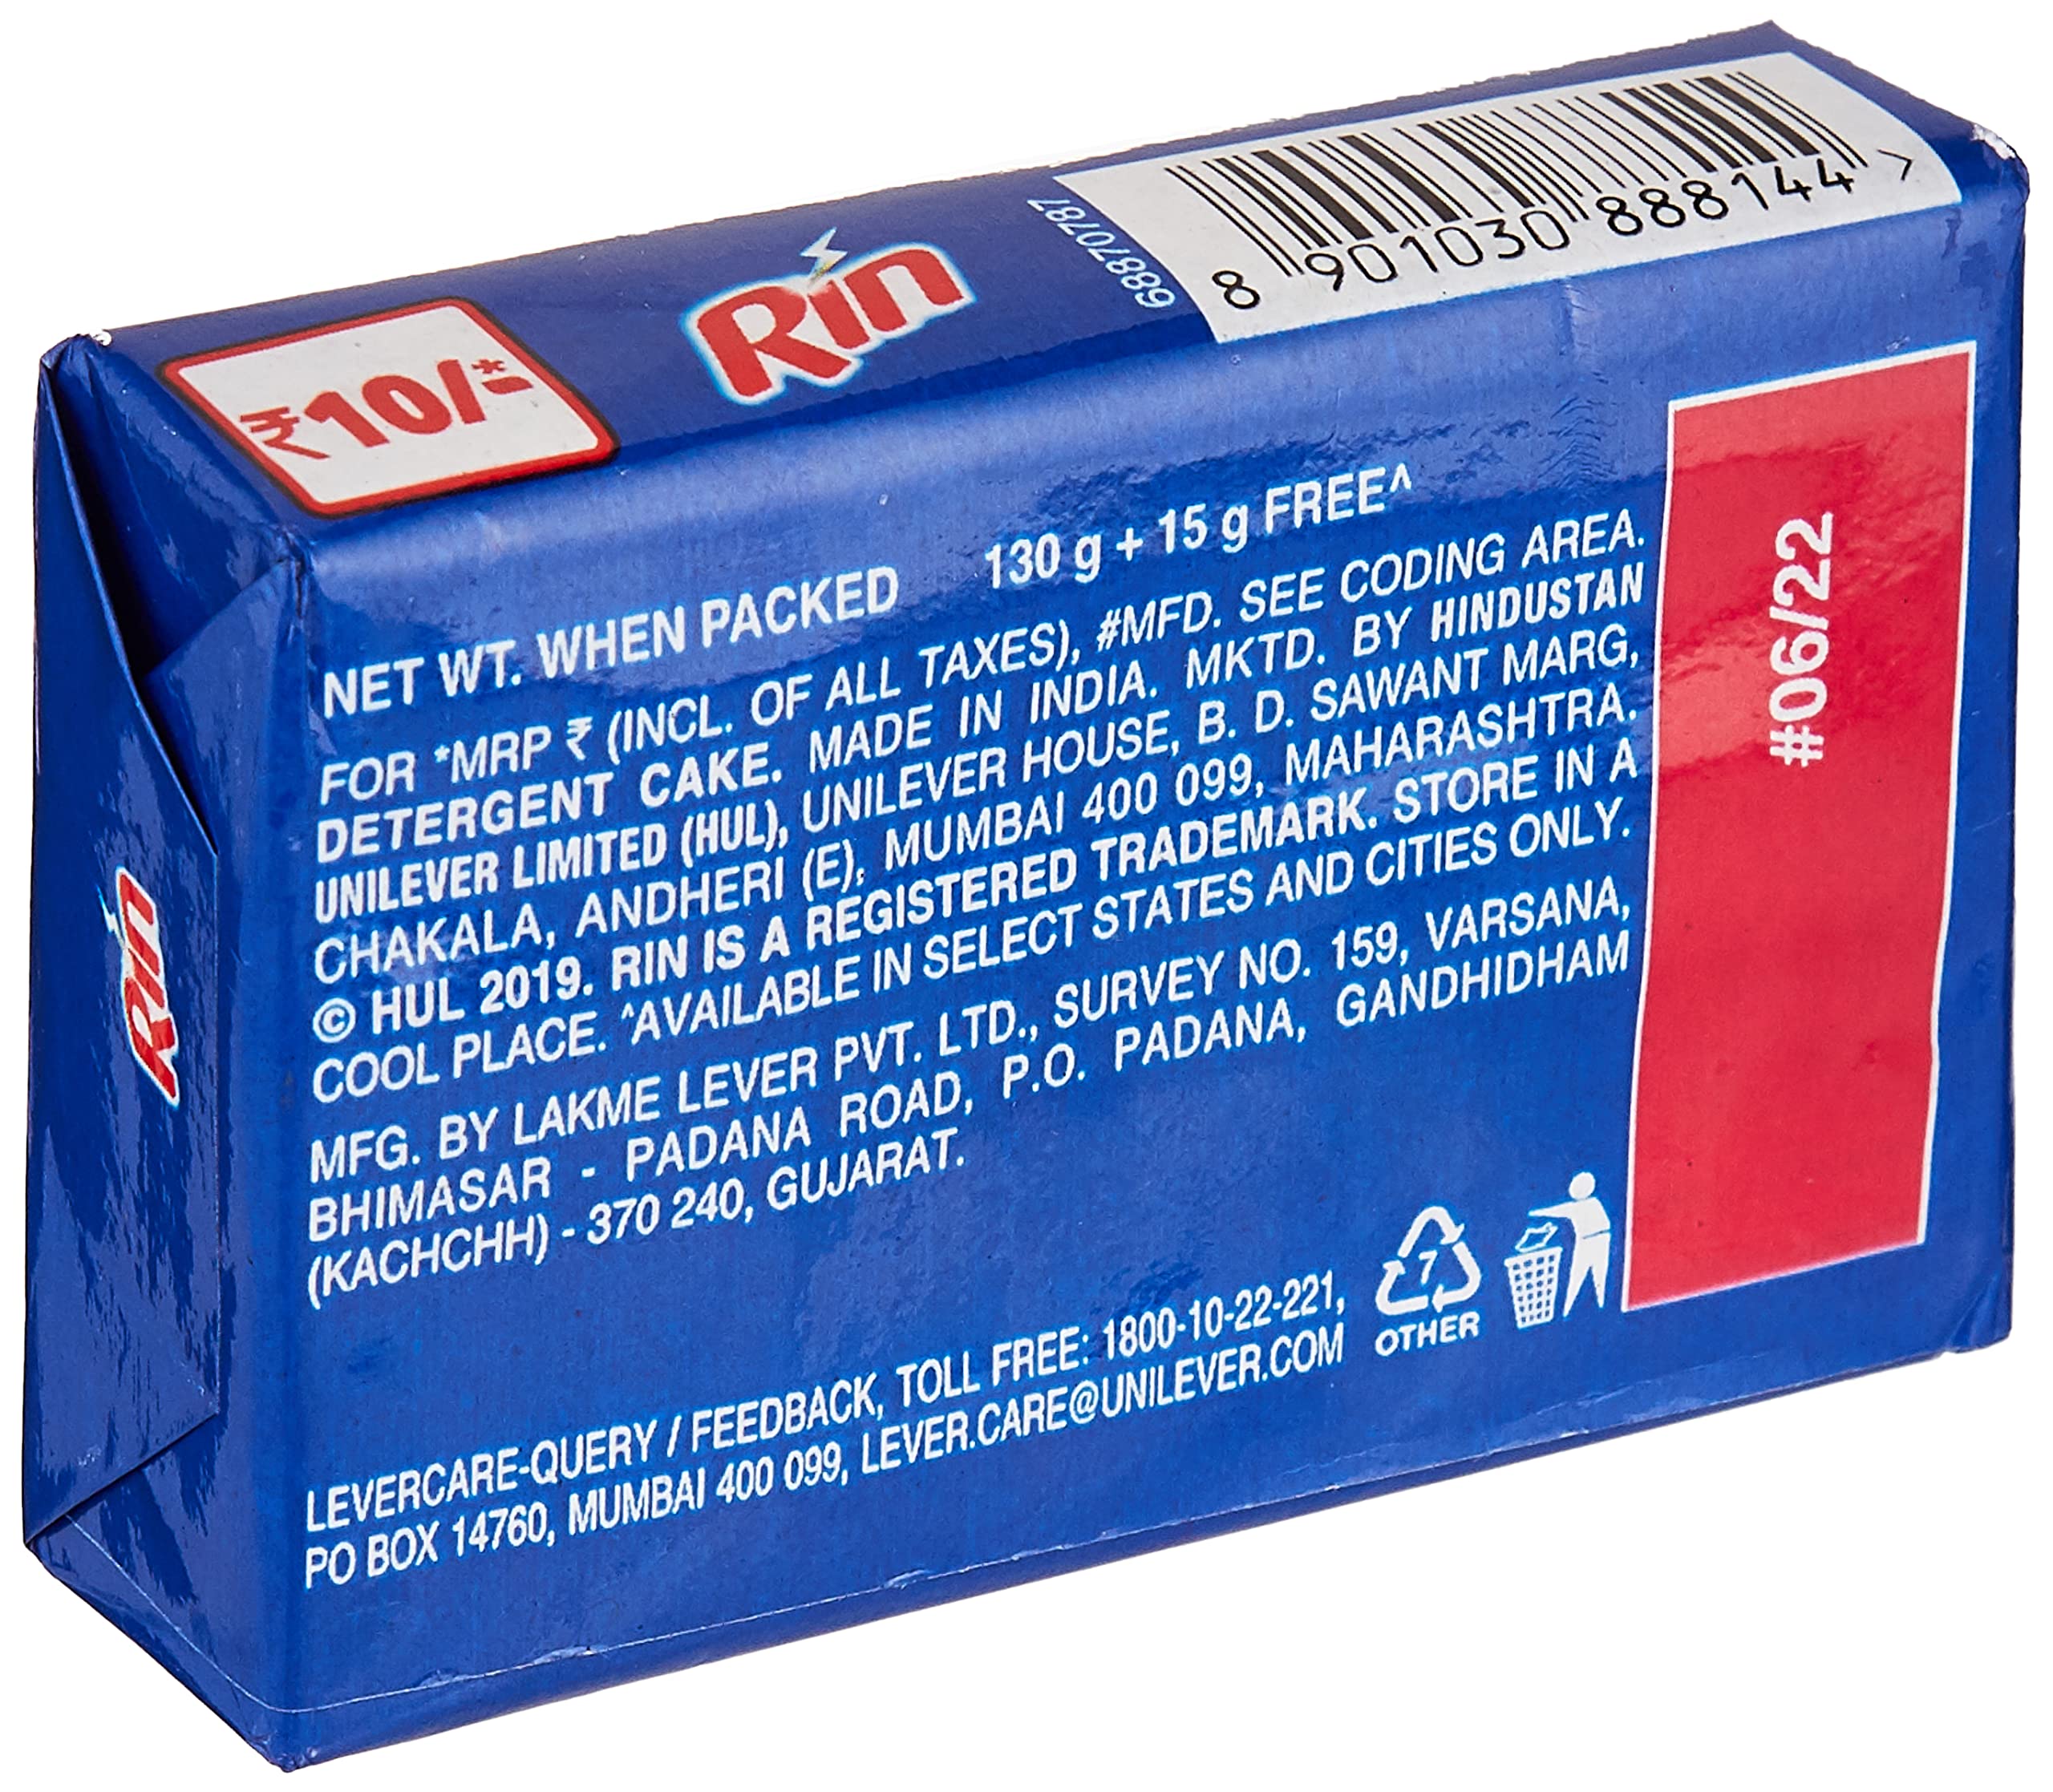 ₹10/-*
Rin
68870787
8 901030 888144 >
NET WT. WHEN PACKED 130 g + 15 g FREE^
FOR *MRP ₹ (INCL. OF ALL TAXES), #MFD. SEE CODING AREA.
DETERGENT CAKE. MADE IN INDIA. MKTD. BY HINDUSTAN
UNILEVER LIMITED (HUL), UNILEVER HOUSE, B. D. SAWANT MARG,
CHAKALA, ANDHERI (E), MUMBAI 400 099, MAHARASHTRA.
© HUL 2019. RIN IS A REGISTERED TRADEMARK. STORE IN A
COOL PLACE. ^AVAILABLE IN SELECT STATES AND CITIES ONLY.
MFG. BY LAKME LEVER PVT. LTD., SURVEY NO. 159, VARSANA,
BHIMASAR - PADANA ROAD, P.O. PADANA, GANDHIDHAM
(KACHCHH) - 370 240, GUJARAT.
LEVERCARE-QUERY / FEEDBACK, TOLL FREE: 1800-10-22-221,
PO BOX 14760, MUMBAI 400 099, LEVER.CARE@UNILEVER.COM
7
OTHER
#06/22
Rin